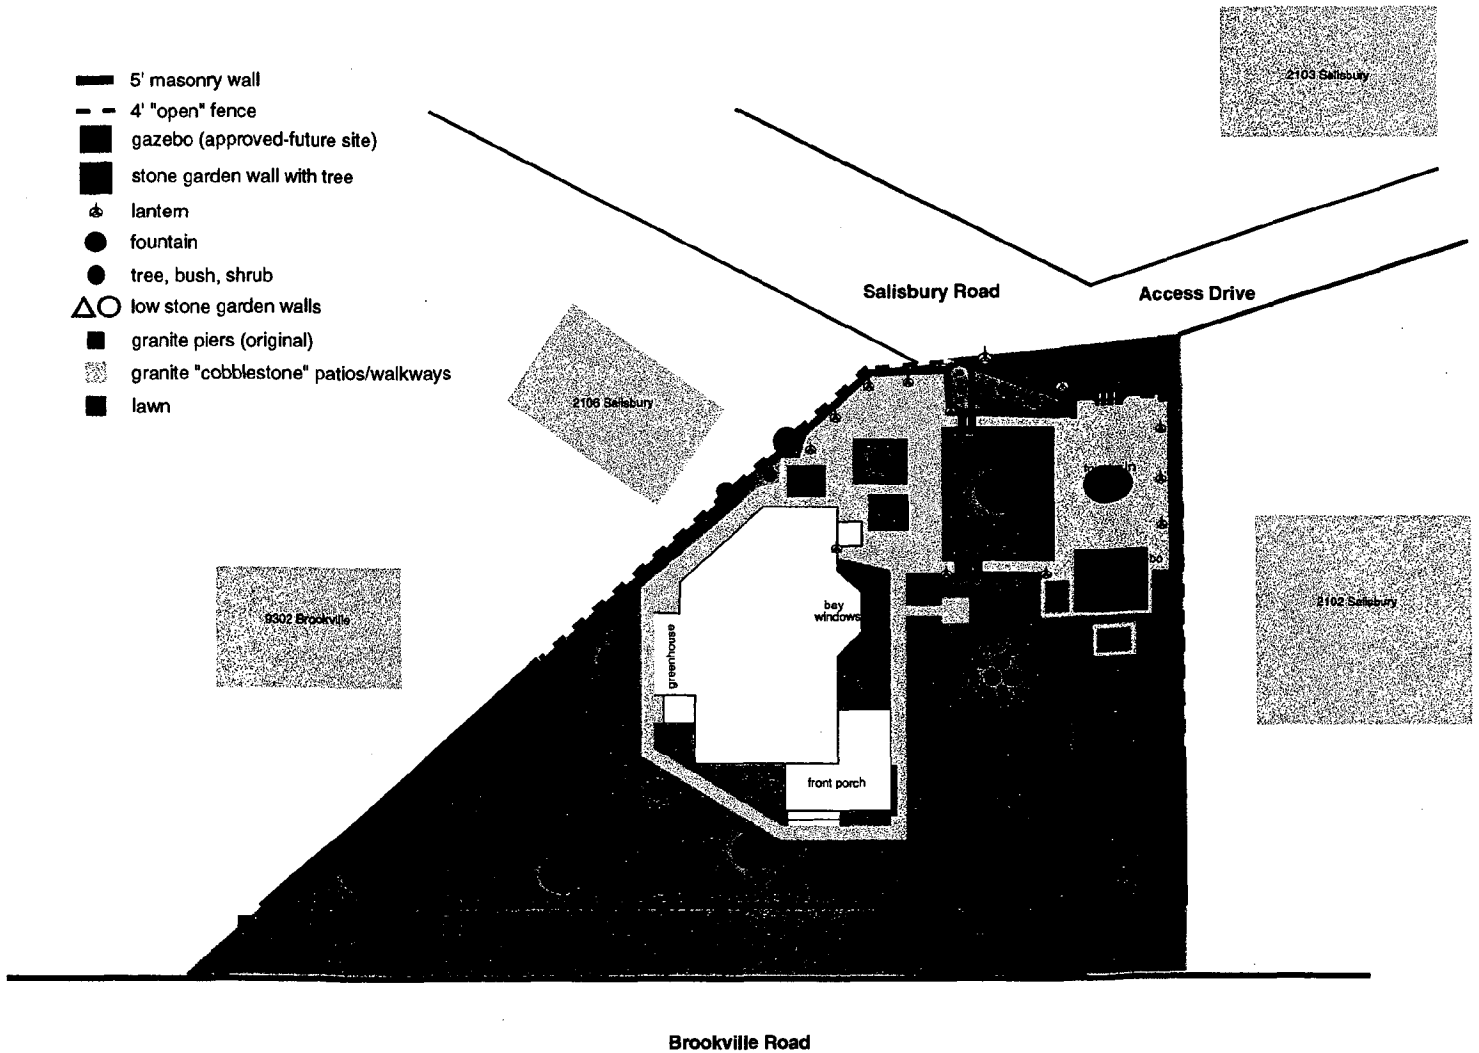 5' masonry wall
4' "open" fence
gazebo (approved-future site)
stone garden wall with tree
lantern
fountain
tree, bush, shrub
low stone garden walls
granite piers (original)
granite "cobblestone" patios/walkways
lawn
2103 Salisbury
Salisbury Road
Access Drive
2106 Salisbury
9302 Brookville
2102 Salisbury
bay
windows
greenhouse
front porch
Brookville Road